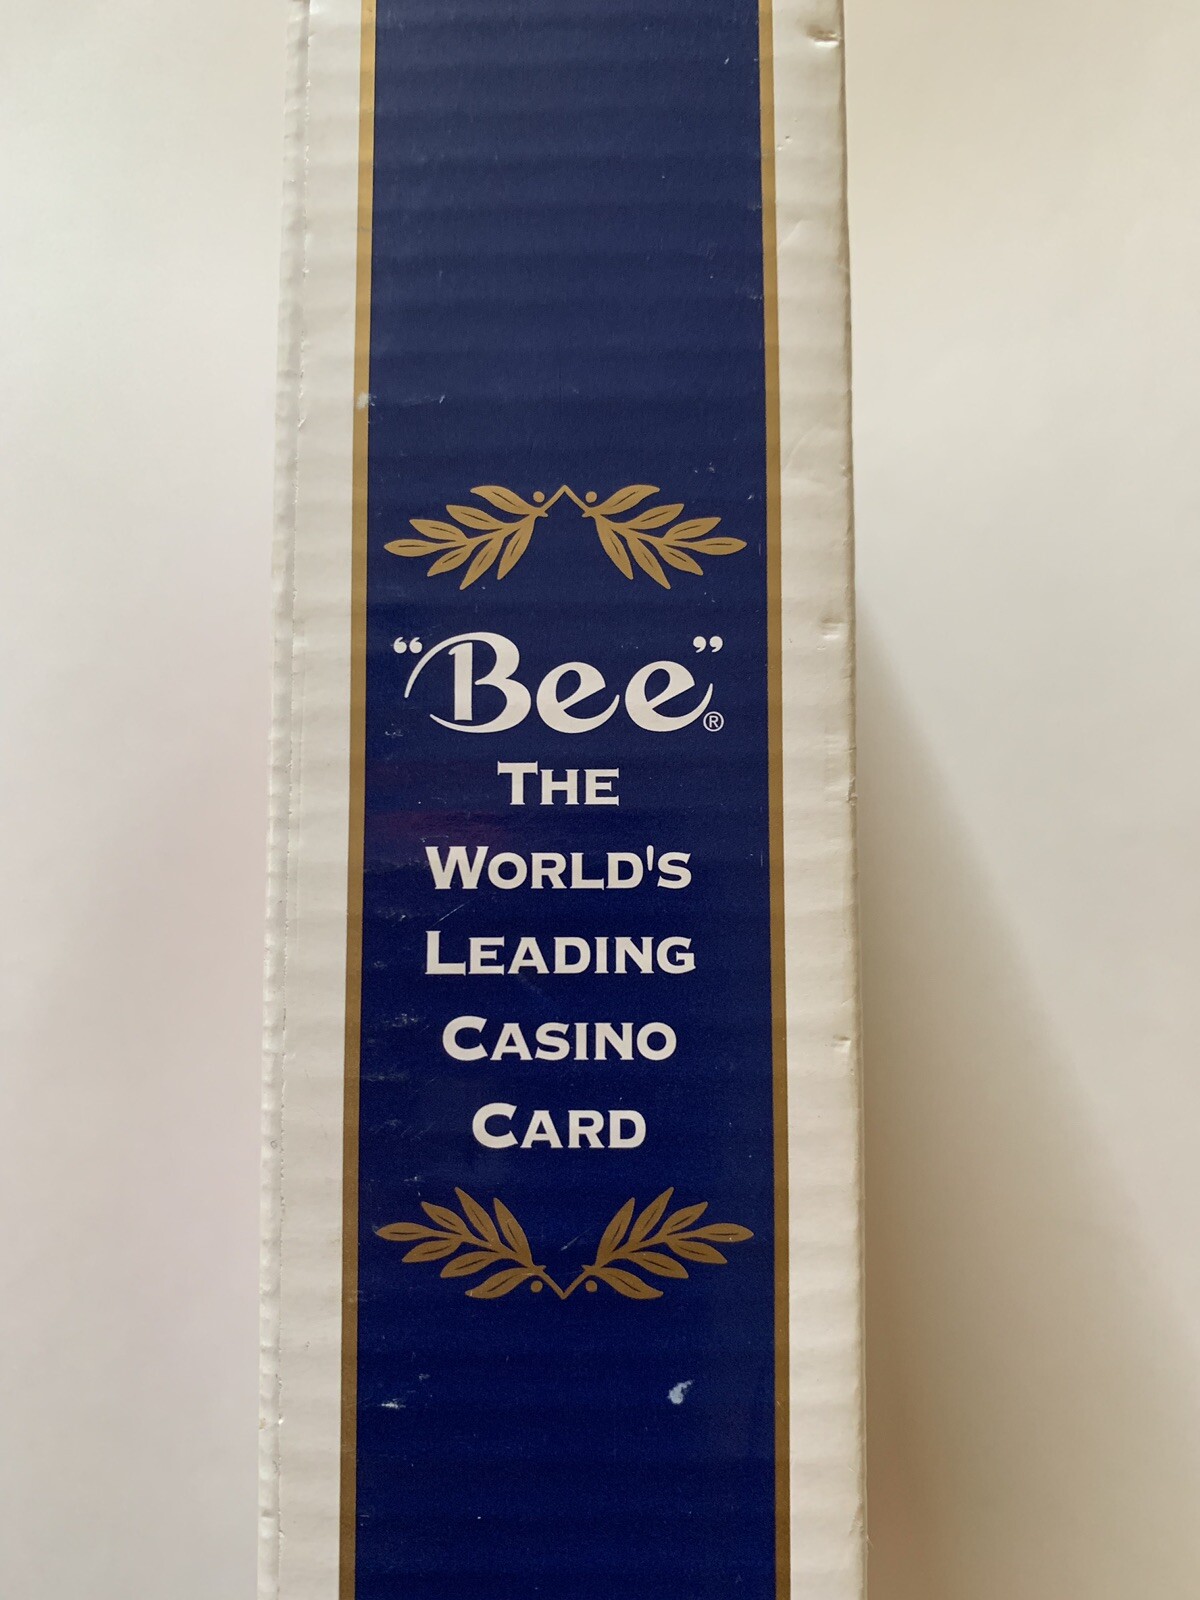 “Bee”®
THE
WORLD'S
LEADING
CASINO
CARD